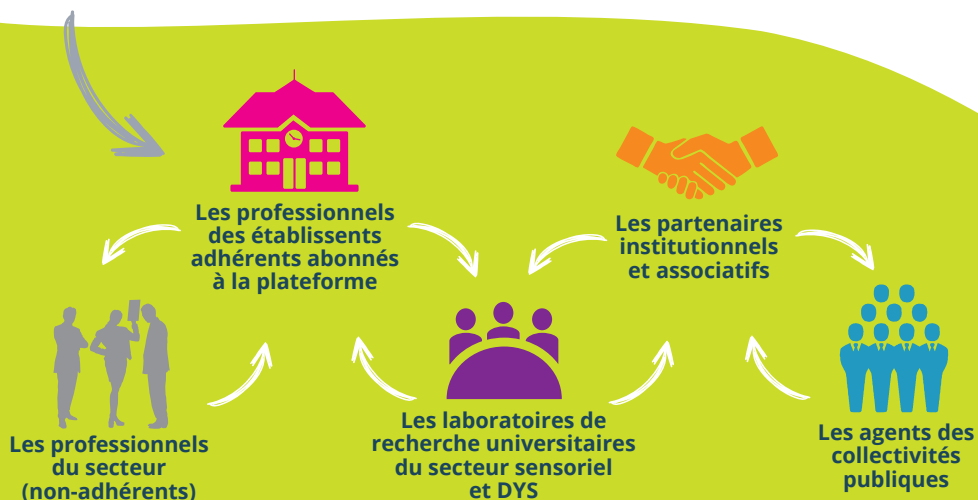 Les professionnels
des établissents
adhérents abonnés
à la plateforme
Les partenaires
institutionnels
et associatifs
Les professionnels
du secteur
(non-adhérents)
Les laboratoires de
recherche universitaires
du secteur sensoriel
et DYS
Les agents des
collectivités
publiques